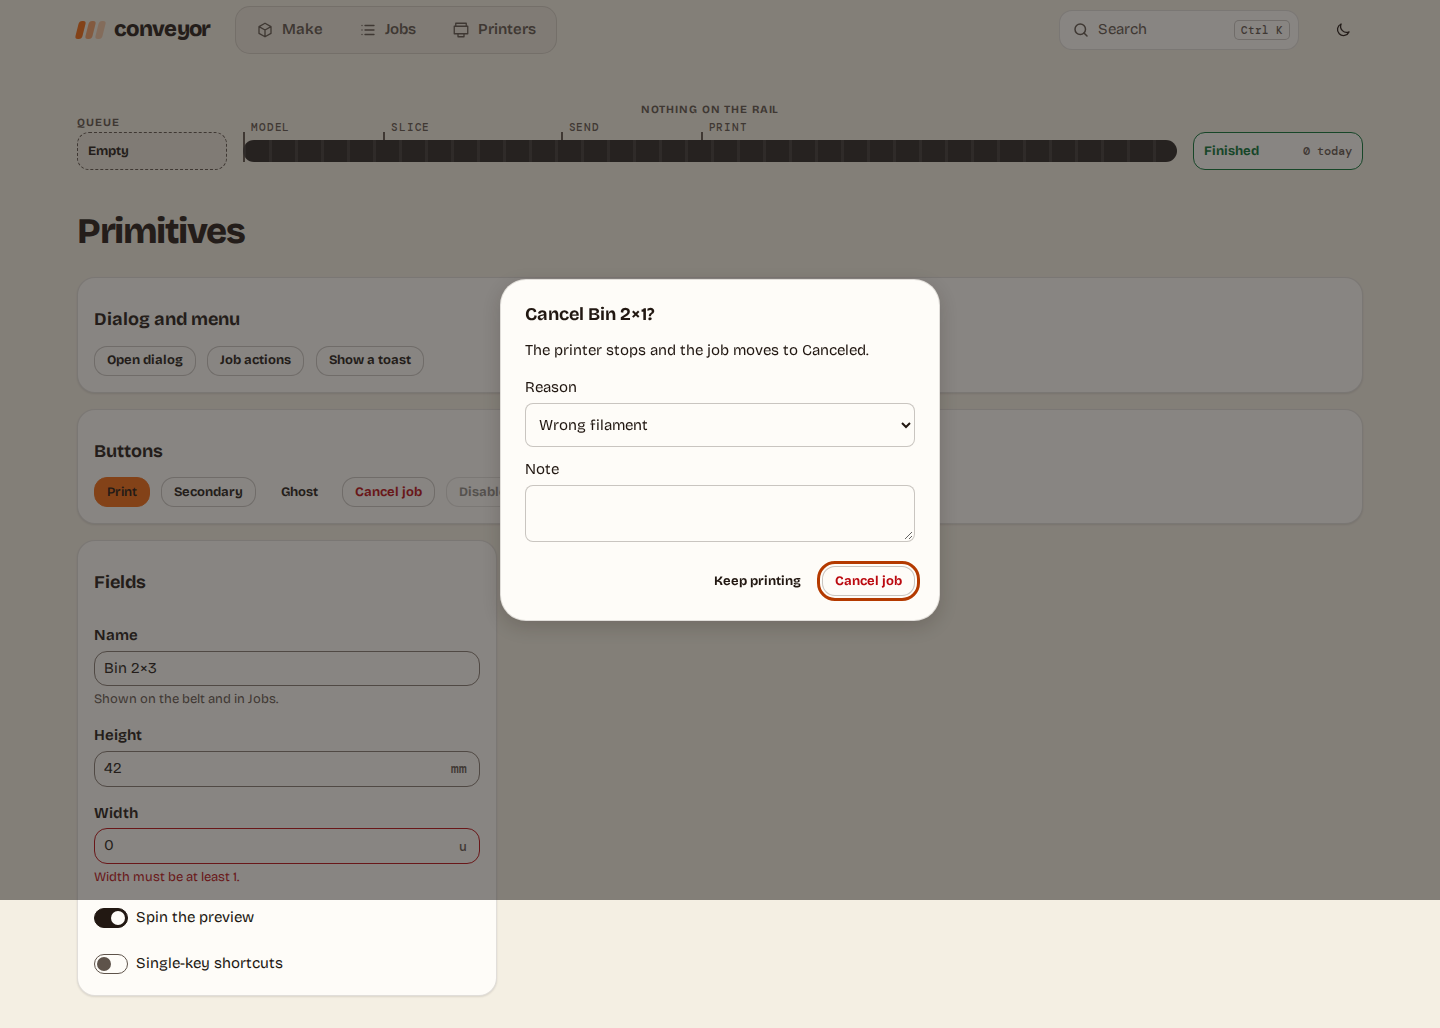 conveyor
Make
Jobs
Printers
Search
Ctrl K
NOTHING ON THE RAIL
QUEUE
MODEL
SLICE
SEND
PRINT
Empty
Finished
0 today
Primitives
Dialog and menu
Open dialog
Job actions
Show a toast
Buttons
Print
Secondary
Ghost
Cancel job
Disabl
Cancel Bin 2×1?
The printer stops and the job moves to Canceled.
Reason
Wrong filament
Note
Keep printing
Cancel job
Fields
Name
Bin 2×3
Shown on the belt and in Jobs.
Height
42
mm
Width
0
u
Width must be at least 1.
Spin the preview
Single-key shortcuts